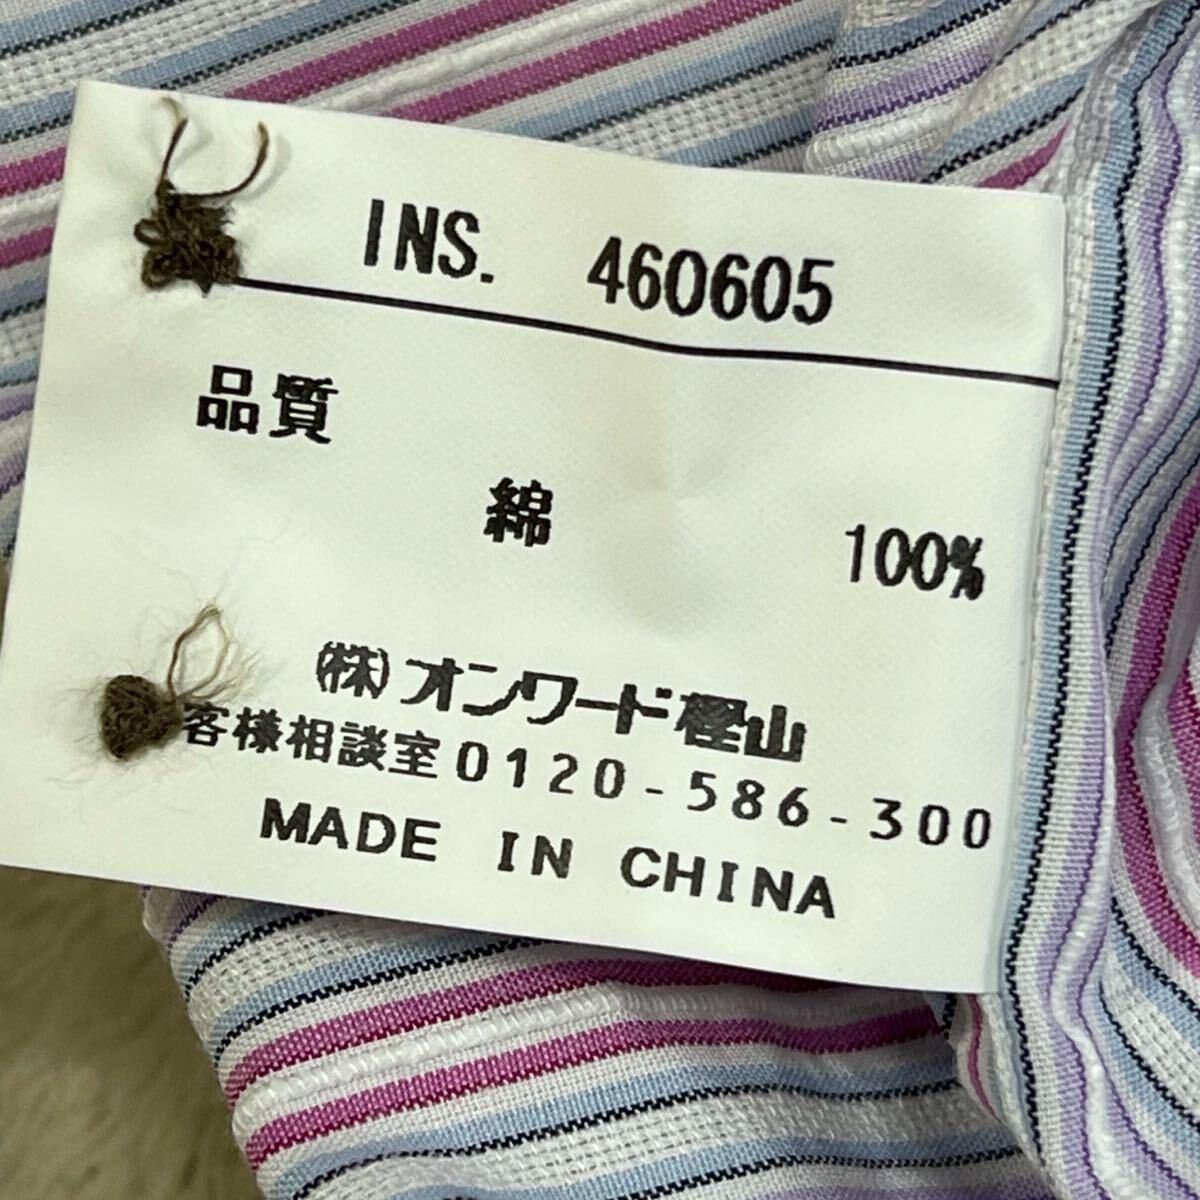 INS. 460605
品質
綿 100%
㈱オンワード樫山
客様相談室0120-586-300
MADE IN CHINA